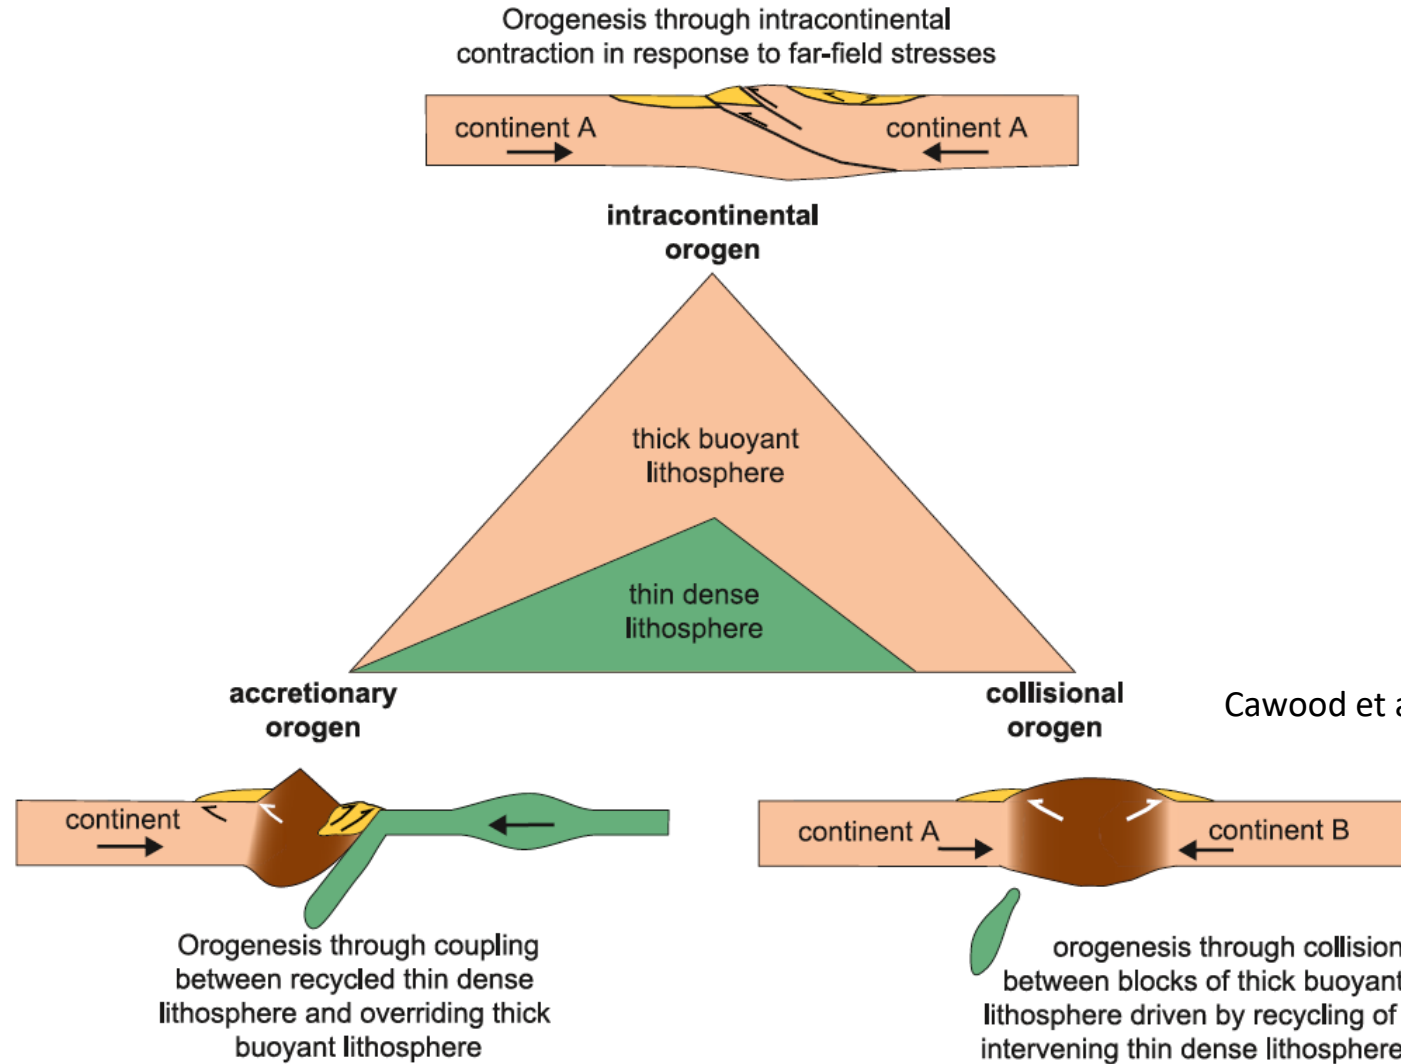 Orogenesis through intracontinental
contraction in response to far-field stresses
continent A
continent A
intracontinental
orogen
thick buoyant
lithosphere
thin dense
lithosphere
accretionary
orogen
collisional
orogen
Cawood et a
continent
continent A
continent B
Orogenesis through coupling
between recycled thin dense
lithosphere and overriding thick
buoyant lithosphere
orogenesis through collision
between blocks of thick buoyant
lithosphere driven by recycling of
intervening thin dense lithosphere